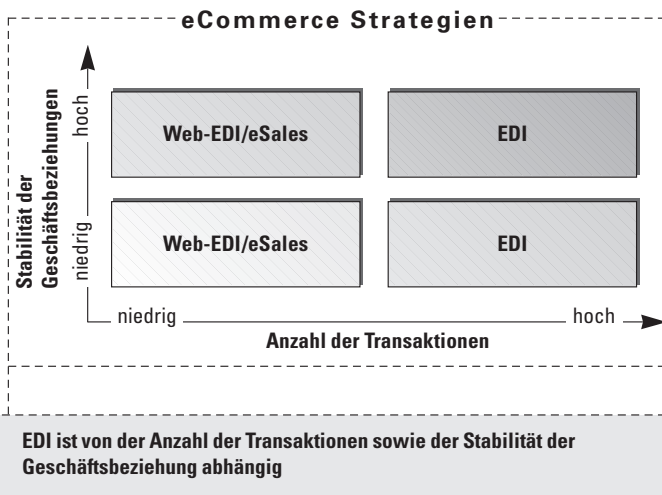 eCommerce Strategien
Stabilität der
Geschäftsbeziehungen
hoch
niedrig
Web-EDI/eSales
EDI
Web-EDI/eSales
EDI
niedrig
hoch
Anzahl der Transaktionen
EDI ist von der Anzahl der Transaktionen sowie der Stabilität der
Geschäftsbeziehung abhängig